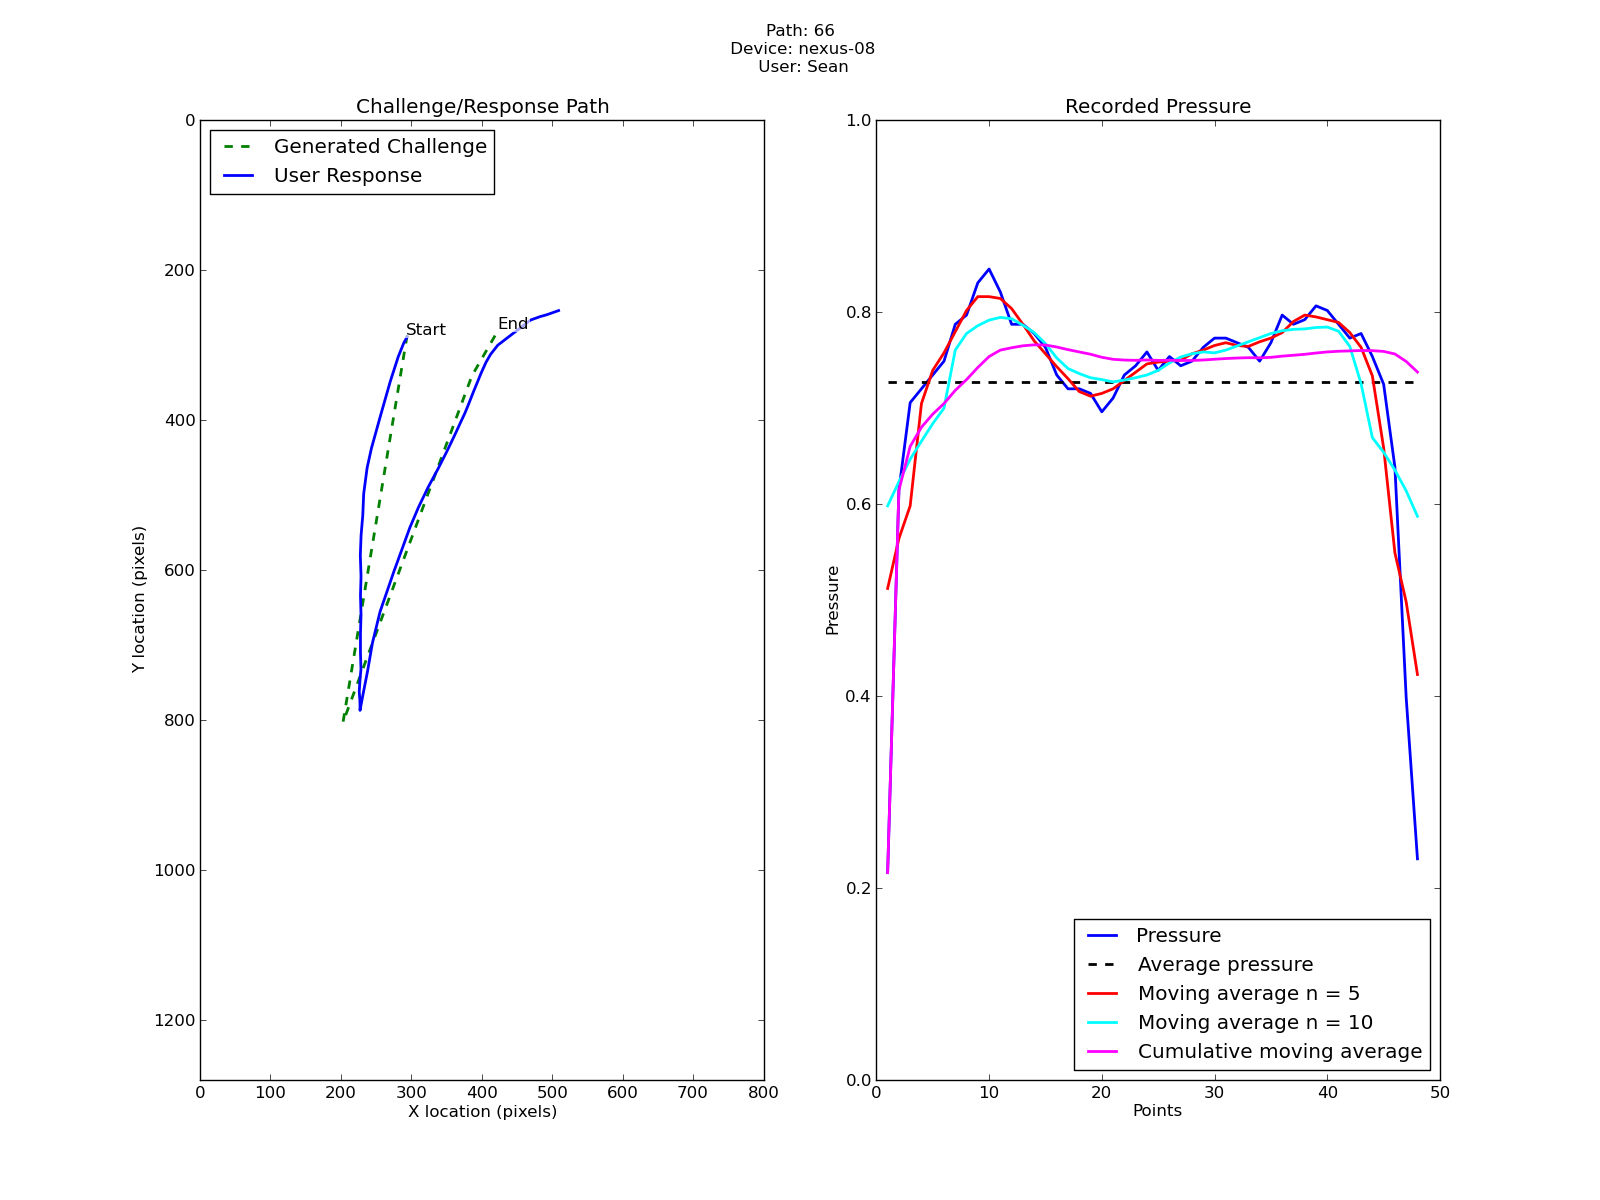 Path: 66
Device: nexus-08
User: Sean
Challenge/Response Path
0
200
400
600
800
1000
1200
Y location (pixels)
Generated Challenge
User Response
Start
End
0 100 200 300 400 500 600 700 800
X location (pixels)
Recorded Pressure
1.0
0.8
0.6
0.4
0.2
0.0
Pressure
Pressure
Average pressure
Moving average n = 5
Moving average n = 10
Cumulative moving average
0 10 20 30 40 50
Points